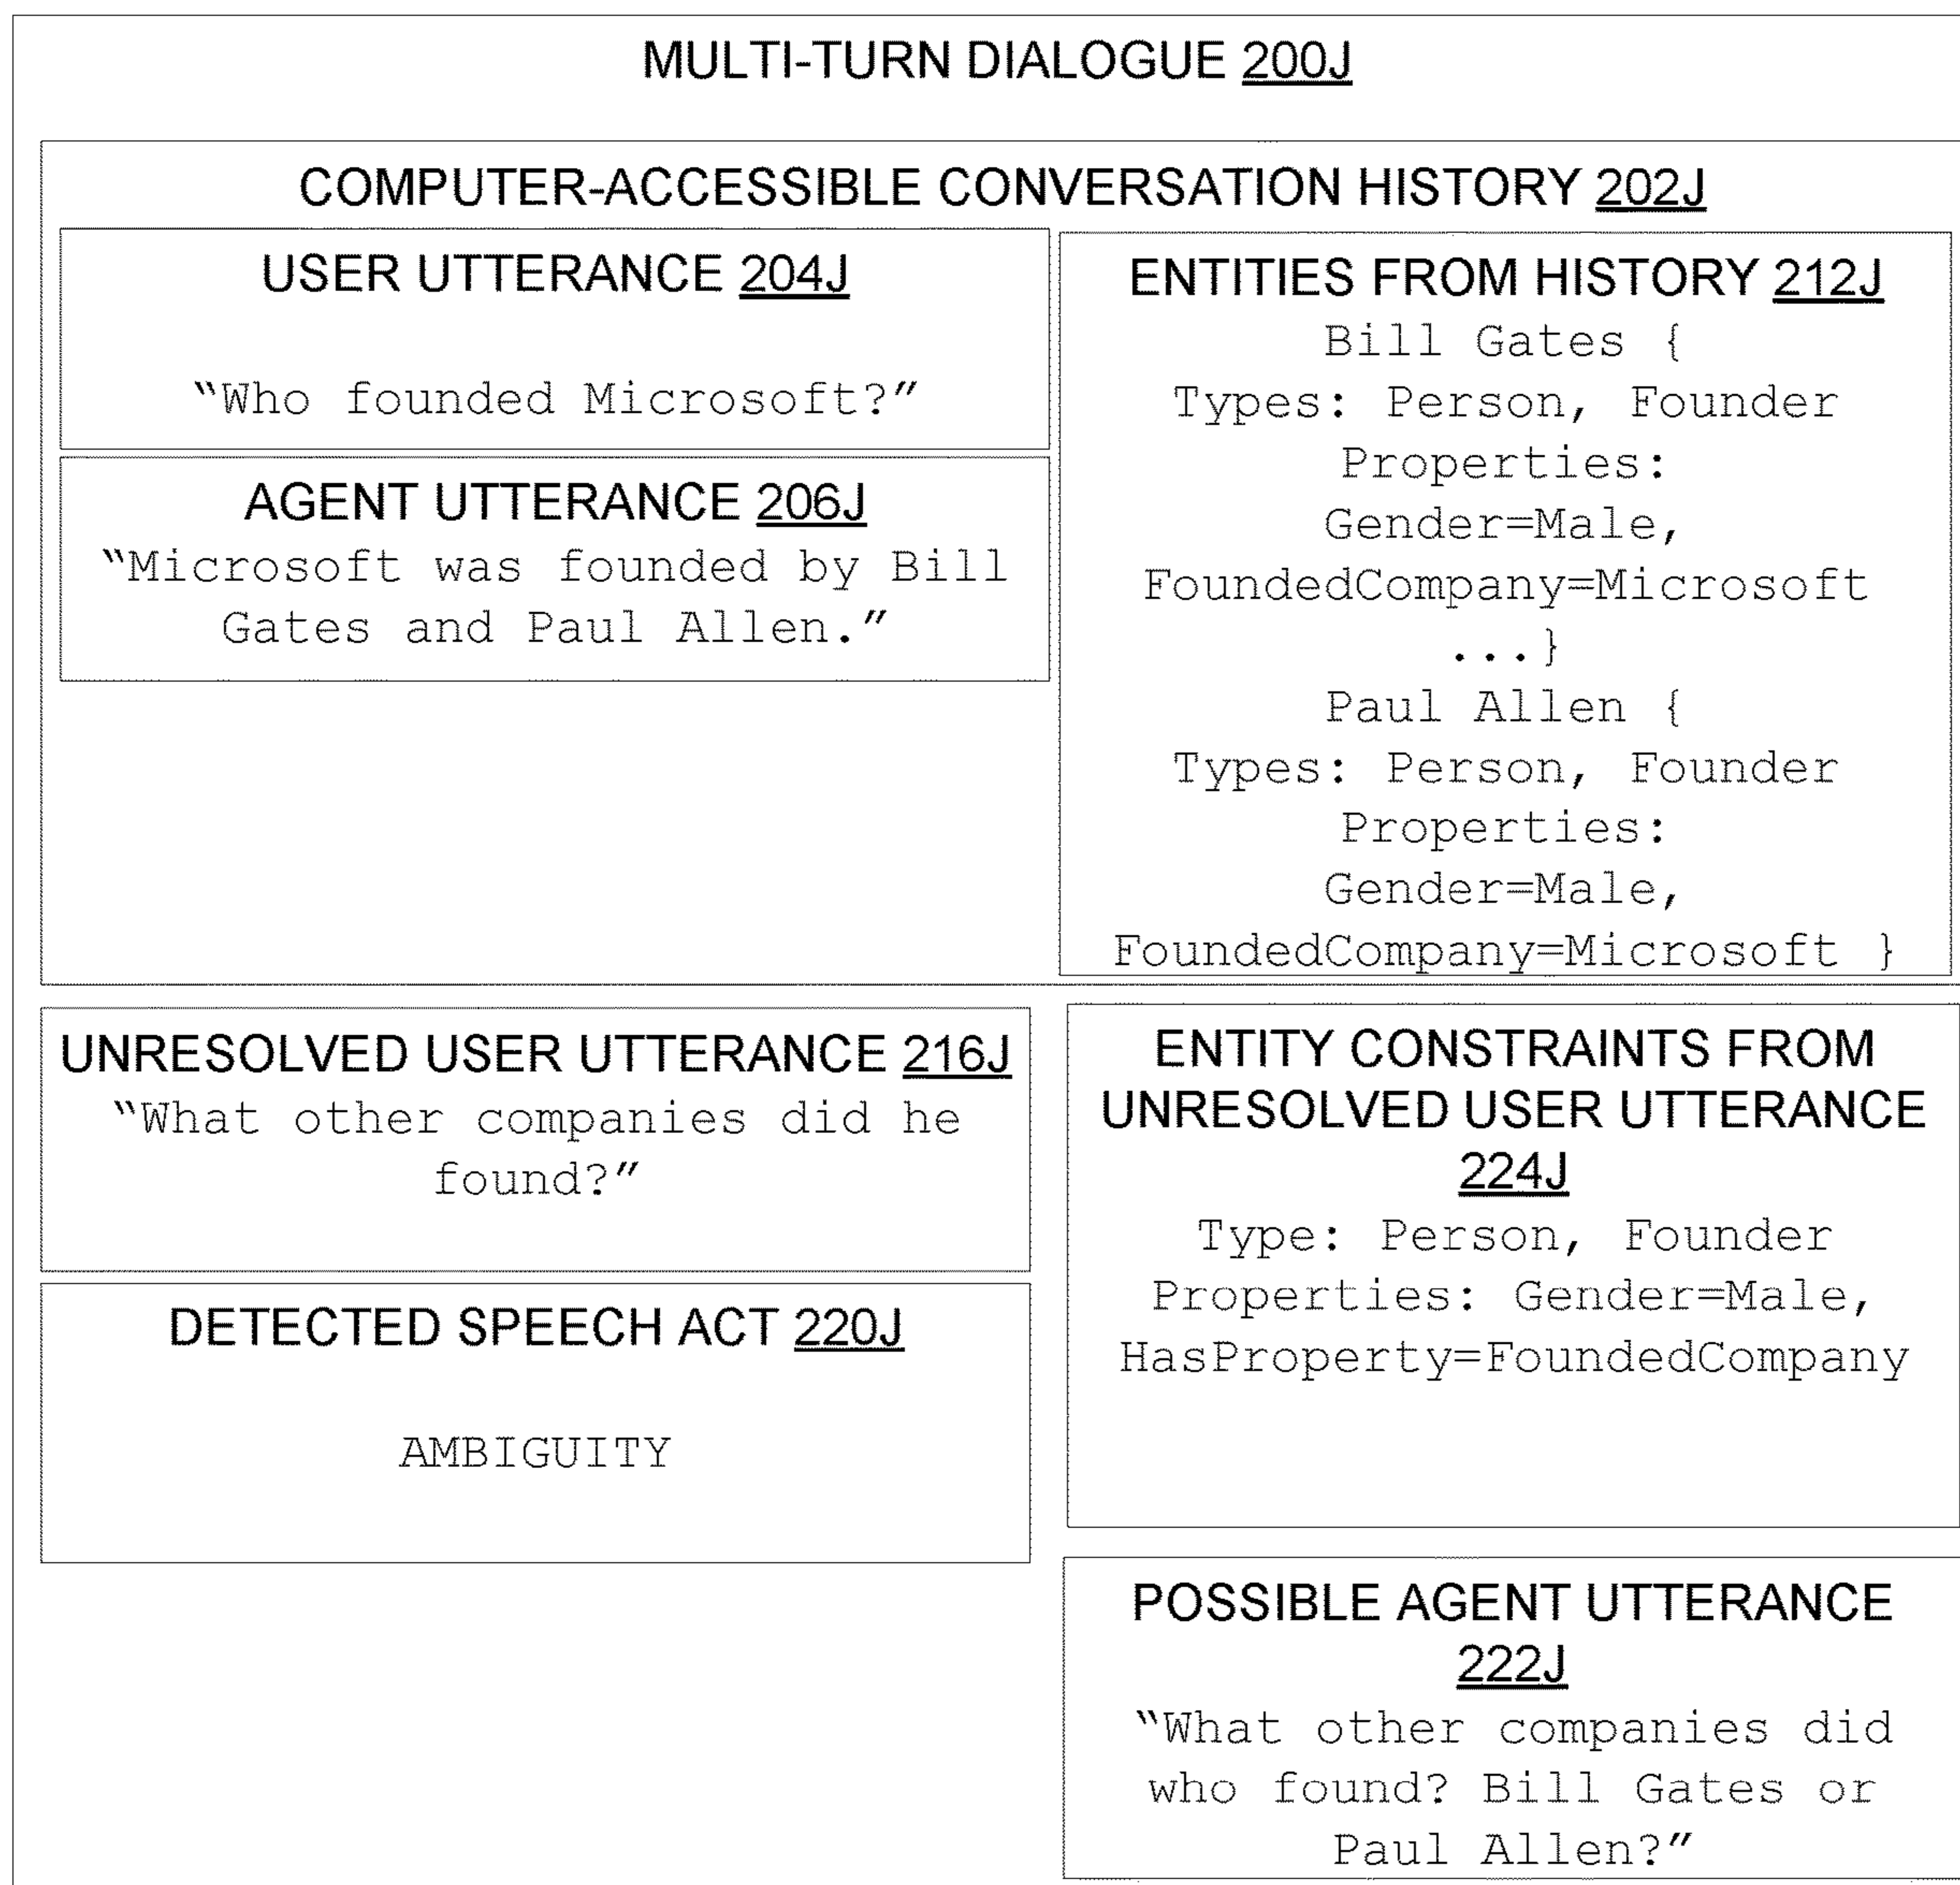 MULTI-TURN DIALOGUE 200J
COMPUTER-ACCESSIBLE CONVERSATION HISTORY 202J
USER UTTERANCE 204J
“Who founded Microsoft?”
AGENT UTTERANCE 206J
“Microsoft was founded by Bill
Gates and Paul Allen.”
ENTITIES FROM HISTORY 212J
Bill Gates {
Types: Person, Founder
Properties:
Gender=Male,
FoundedCompany=Microsoft
...}
Paul Allen {
Types: Person, Founder
Properties:
Gender=Male,
FoundedCompany=Microsoft }
UNRESOLVED USER UTTERANCE 216J
“What other companies did he
found?”
DETECTED SPEECH ACT 220J
AMBIGUITY
ENTITY CONSTRAINTS FROM
UNRESOLVED USER UTTERANCE
224J
Type: Person, Founder
Properties: Gender=Male,
HasProperty=FoundedCompany
POSSIBLE AGENT UTTERANCE
222J
“What other companies did
who found? Bill Gates or
Paul Allen?”